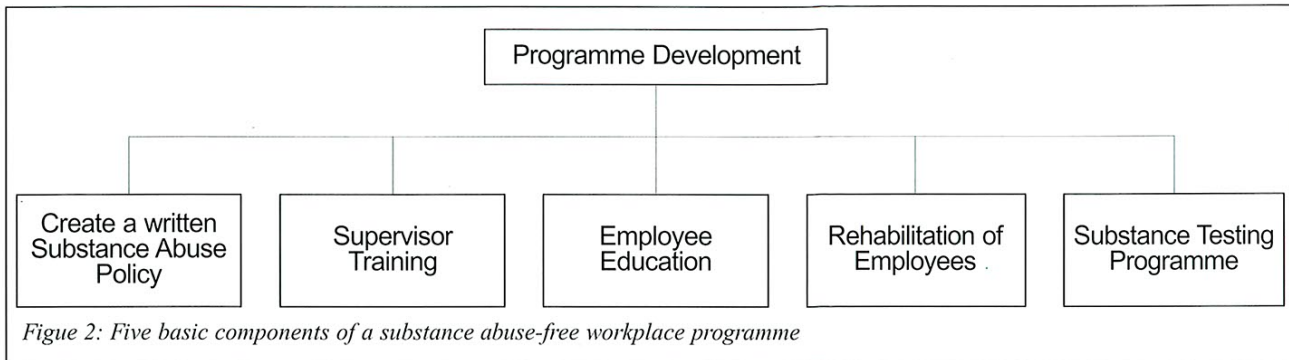 Programme Development
Create a written
Substance Abuse
Policy
Supervisor
Training
Employee
Education
Rehabilitation of
Employees
Substance Testing
Programme
Figue 2: Five basic components of a substance abuse-free workplace programme